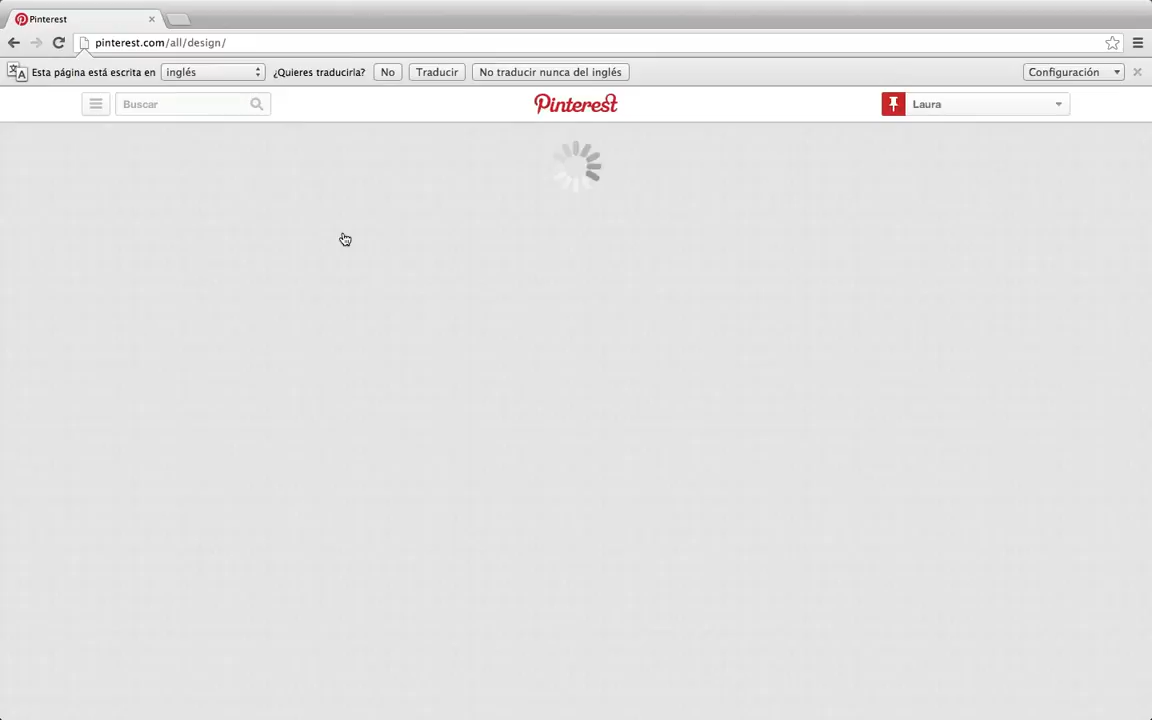 Pinterest
pinterest.com/all/design/
Esta página está escrita en inglés ¿Quieres traducirla? No Traducir No traducir nunca del inglés Configuración
Buscar Pinterest Laura